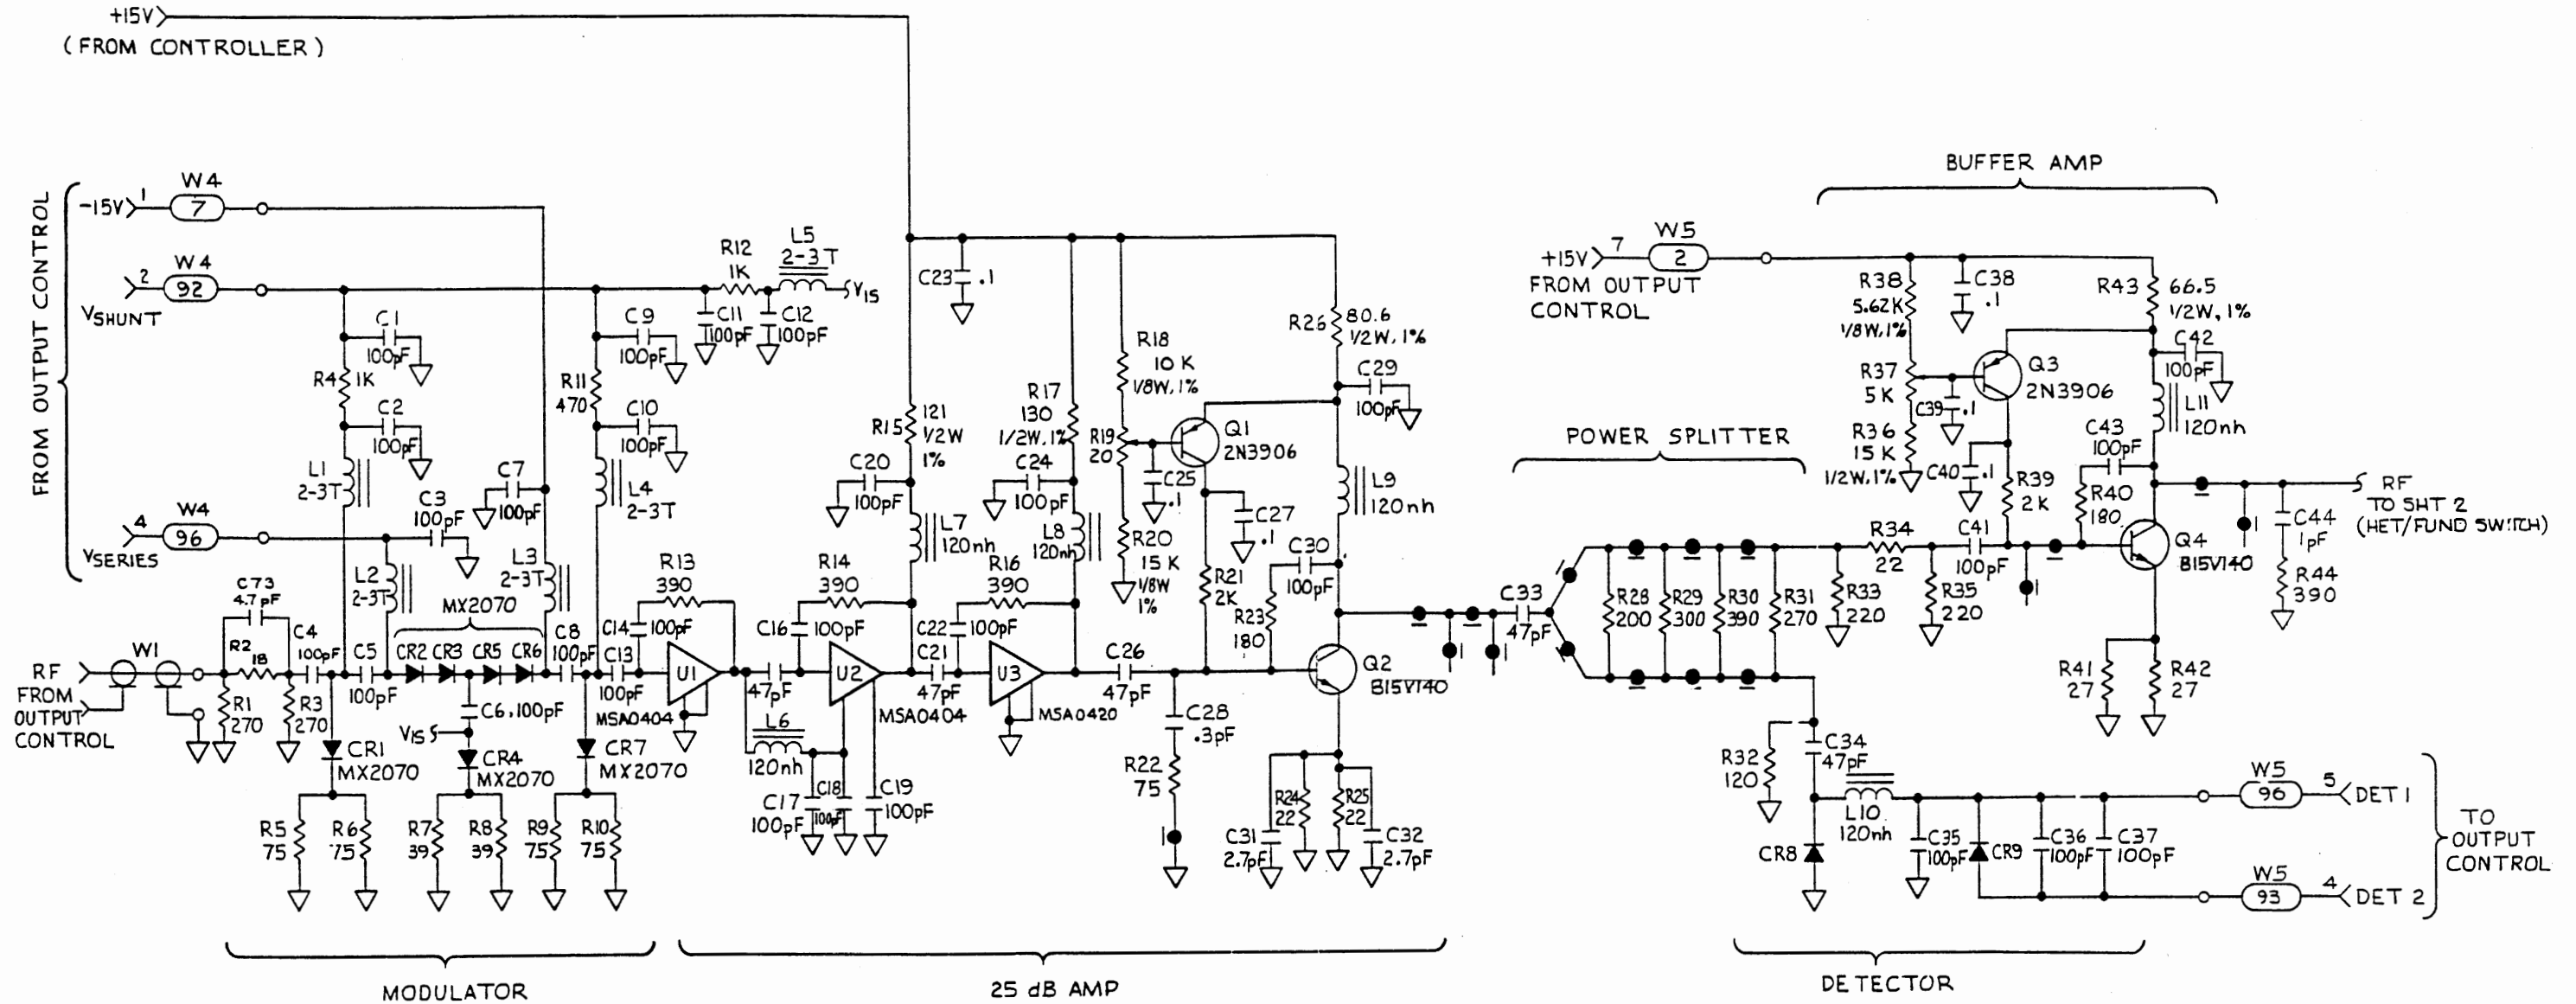 +15V
(FROM CONTROLLER)
FROM OUTPUT CONTROL
-15V 1
W4
7
2
W4
92
VSHUNT
4
W4
96
VSERIES
C1
100pF
R4 1K
C2
100pF
L1
2-3T
C3
100pF
L2
2-3T
MX2070
C7
100pF
L3
2-3T
C9
100pF
R11
470
C10
100pF
L4
2-3T
R12
1K
L5
2-3T
VIS
C11
100pF
C12
100pF
C73
4.7pF
R2
18
C4
100pF
C5
100pF
CR2
CR3
CR5
CR6
C8
100pF
C13
100pF
RF
FROM
OUTPUT
CONTROL
W1
R1
270
R3
270
C6,100pF
VIS
CR1
MX2070
CR4
MX2070
CR7
MX2070
R5
75
R6
75
R7
39
R8
39
R9
75
R10
75
MODULATOR
C23 .1
R13
390
C14
100pF
U1
MSA0404
R14
390
C16
100pF
47pF
U2
MSA0404
L6
120nh
C17
100pF
C18
100pF
C19
100pF
R15
121
1/2W
1%
C20
100pF
L7
120nh
R16
390
C22
100pF
C21
47pF
U3
MSA0420
R17
130
1/2W,1%
C24
100pF
L8
120nh
C26
47pF
R18
10 K
1/8W,1%
R19
20
R20
15 K
1/8W
1%
C25
.1
Q1
2N3906
C27
.1
R21
2K
R23
180
C30
100pF
R26
80.6
1/2W,1%
C29
100pF
L9
120nh
Q2
B15V140
C28
.3pF
R22
75
C31
2.7pF
R24
22
R25
22
C32
2.7pF
25 dB AMP
C33
47pF
POWER SPLITTER
R28
200
R29
300
R30
390
R31
270
R33
220
R34
22
R35
220
C41
100pF
BUFFER AMP
+15V 7
W5
2
FROM OUTPUT
CONTROL
R38
5.62K
1/8W,1%
C38
.1
R37
5 K
C39 .1
R36
15 K
1/2W,1%
C40 .1
Q3
2N3906
R39
2K
R43
66.5
1/2W,1%
C42
100pF
L11
120nh
C43
100pF
R40
180
Q4
B15V140
R41
27
R42
27
C44
1pF
R44
390
RF
TO SHT 2
(HET/FUND SWITCH)
R32
120
C34
47pF
L10
120nh
CR8
C35
100pF
CR9
C36
100pF
C37
100pF
W5
96
5
DET 1
W5
93
4
DET 2
TO
OUTPUT
CONTROL
DETECTOR